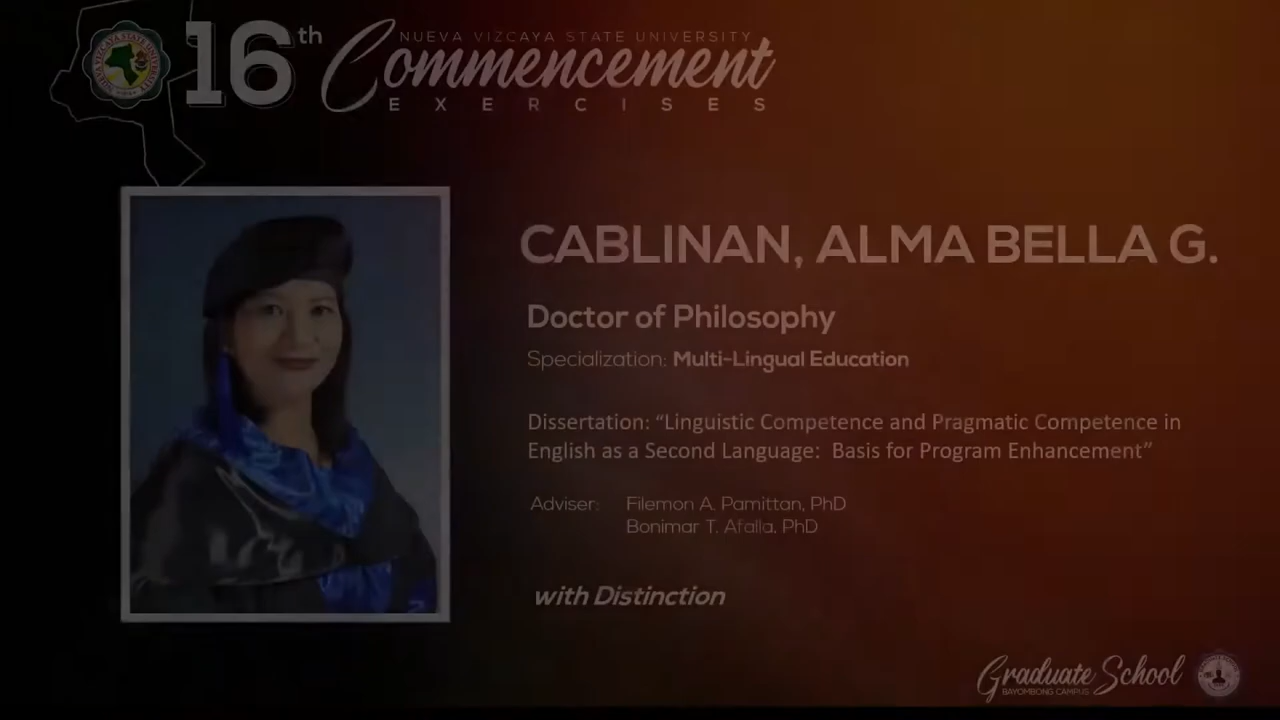 16th
NUEVA VIZCAYA STATE UNIVERSITY
Commencement
EXERCISES
CABLINAN, ALMA BELLA G.
Doctor of Philosophy
Specialization: Multi-Lingual Education
Dissertation: “Linguistic Competence and Pragmatic Competence in
English as a Second Language: Basis for Program Enhancement”
Adviser: Filemon A. Pamittan, PhD
Bonimar T. Afalla, PhD
with Distinction
Graduate School
BAYOMBONG CAMPUS